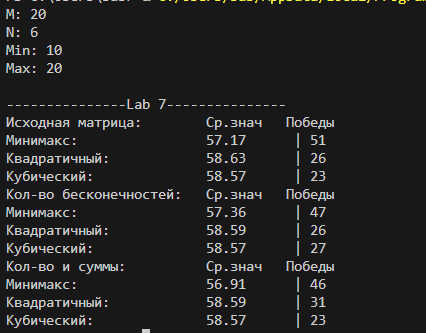 M: 20
N: 6
Min: 10
Max: 20
---------------Lab 7---------------
Исходная матрица: Ср.знач Победы
Минимакс: 57.17 | 51
Квадратичный: 58.63 | 26
Кубический: 58.57 | 23
Кол-во бесконечностей: Ср.знач Победы
Минимакс: 57.36 | 47
Квадратичный: 58.59 | 26
Кубический: 58.57 | 27
Кол-во и суммы: Ср.знач Победы
Минимакс: 56.91 | 46
Квадратичный: 58.59 | 31
Кубический: 58.57 | 23